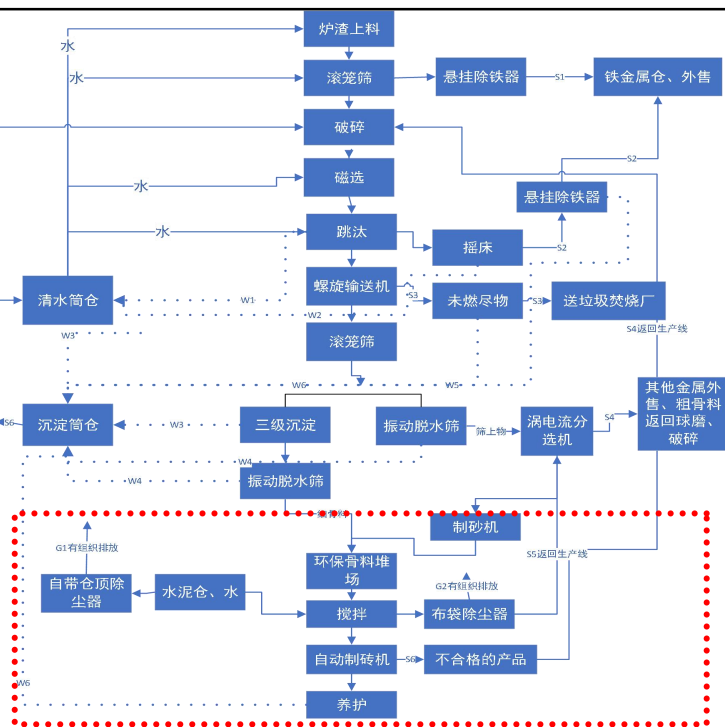 炉渣上料
水
滚笼筛
悬挂除铁器
S1
铁金属仓、外售
水
破碎
S2
磁选
水
悬挂除铁器
跳汰
水
摇床
S2
清水筒仓
螺旋输送机
S3
未燃尽物
S3
送垃圾焚烧厂
W1
W2
W3
滚笼筛
S4返回生产线
W6
W5
其他金属外
售、粗骨料
返回球磨、
破碎
S6
沉淀筒仓
W3
三级沉淀
振动脱水筛
筛上物
涡电流分
选机
S4
W4
W4
振动脱水筛
制砂机
G1有组织排放
环保骨料堆
场
S5返回生产线
自带仓顶除
尘器
水泥仓、水
G2有组织排放
搅拌
布袋除尘器
自动制砖机
S6
不合格的产品
W6
养护